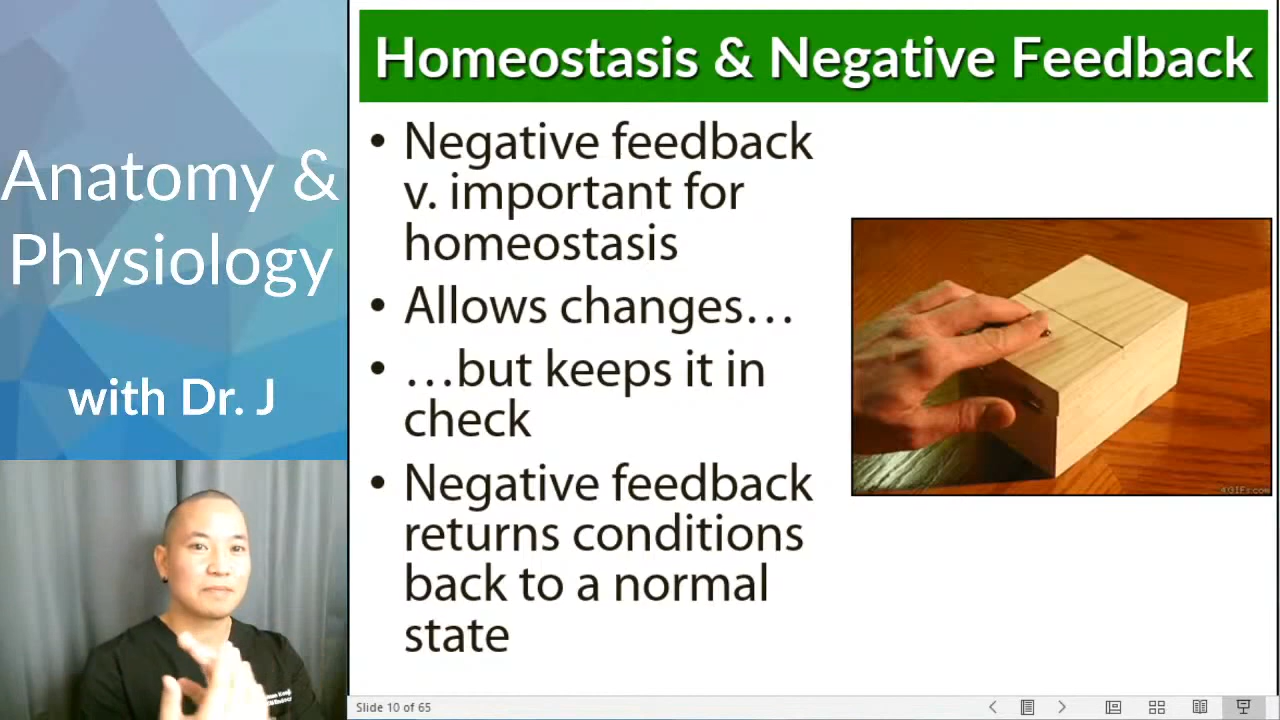 Anatomy &
Physiology
with Dr. J
Homeostasis & Negative Feedback
• Negative feedback
v. important for
homeostasis
• Allows changes…
• …but keeps it in
check
• Negative feedback
returns conditions
back to a normal
state
Slide 10 of 65